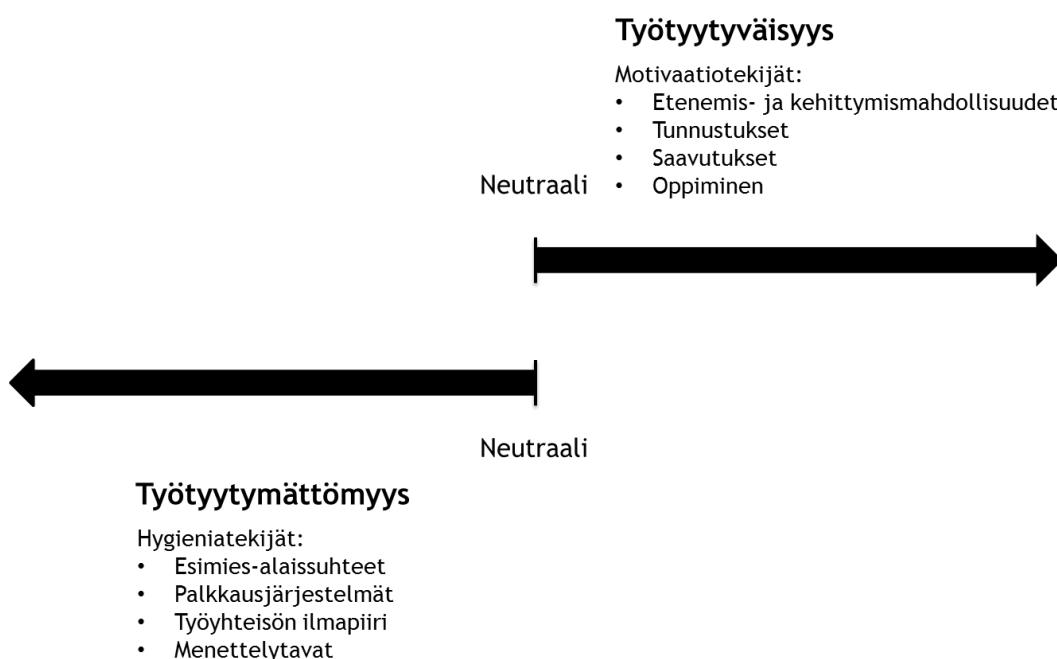 Työtyytyväisyys
Motivaatiotekijät:
• Etenemis- ja kehittymismahdollisuudet
• Tunnustukset
• Saavutukset
• Oppiminen
Neutraali
Neutraali
Työtyytymättömyys
Hygieniatekijät:
• Esimies-alaissuhteet
• Palkkausjärjestelmät
• Työyhteisön ilmapiiri
• Menettelytavat